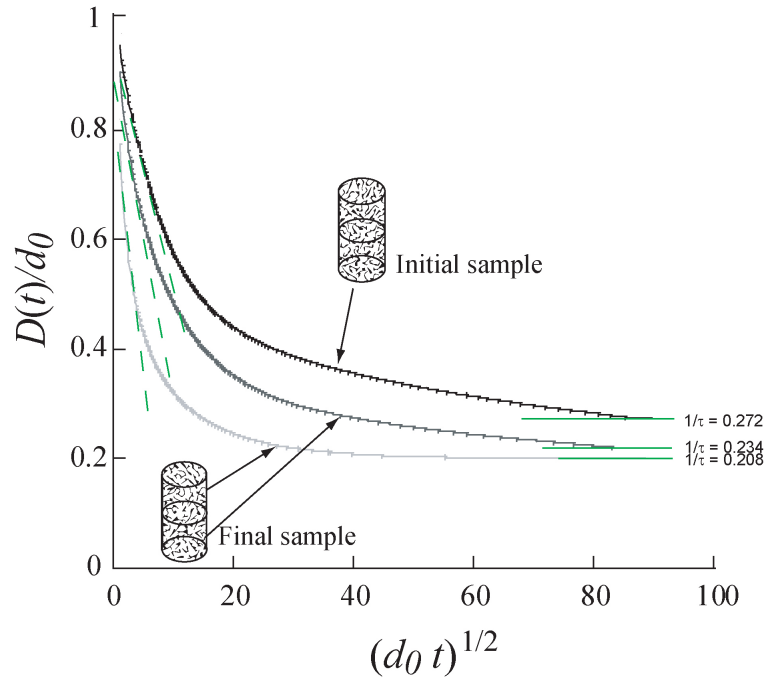 1
0.8
0.6
0.4
0.2
0
D(t)/d0
Initial sample
1/τ = 0.272
1/τ = 0.234
1/τ = 0.208
Final sample
0 20 40 60 80 100
(d0 t)1/2